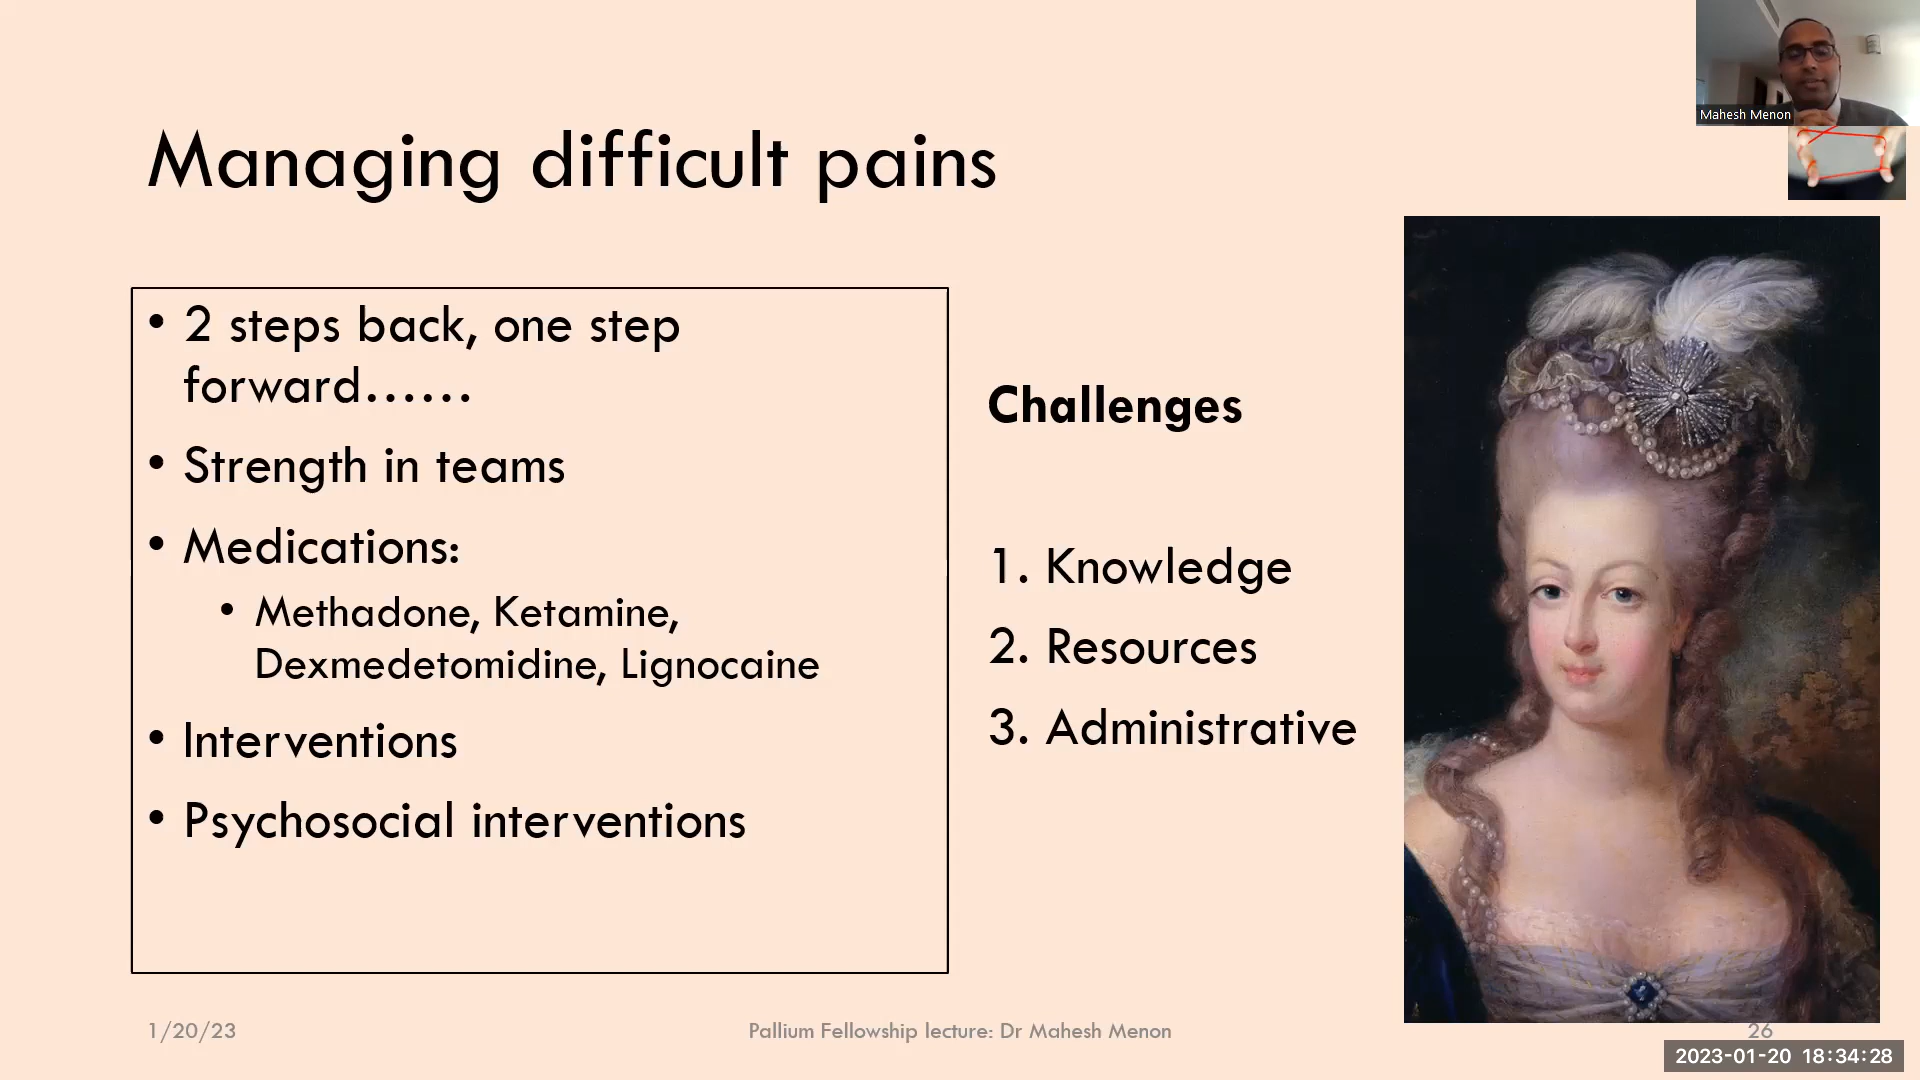 Mahesh Menon
Managing difficult pains
• 2 steps back, one step
forward……
• Strength in teams
• Medications:
• Methadone, Ketamine,
Dexmedetomidine, Lignocaine
• Interventions
• Psychosocial interventions
Challenges
1. Knowledge
2. Resources
3. Administrative
1/20/23
Pallium Fellowship lecture: Dr Mahesh Menon
26
2023-01-20 18:34:28